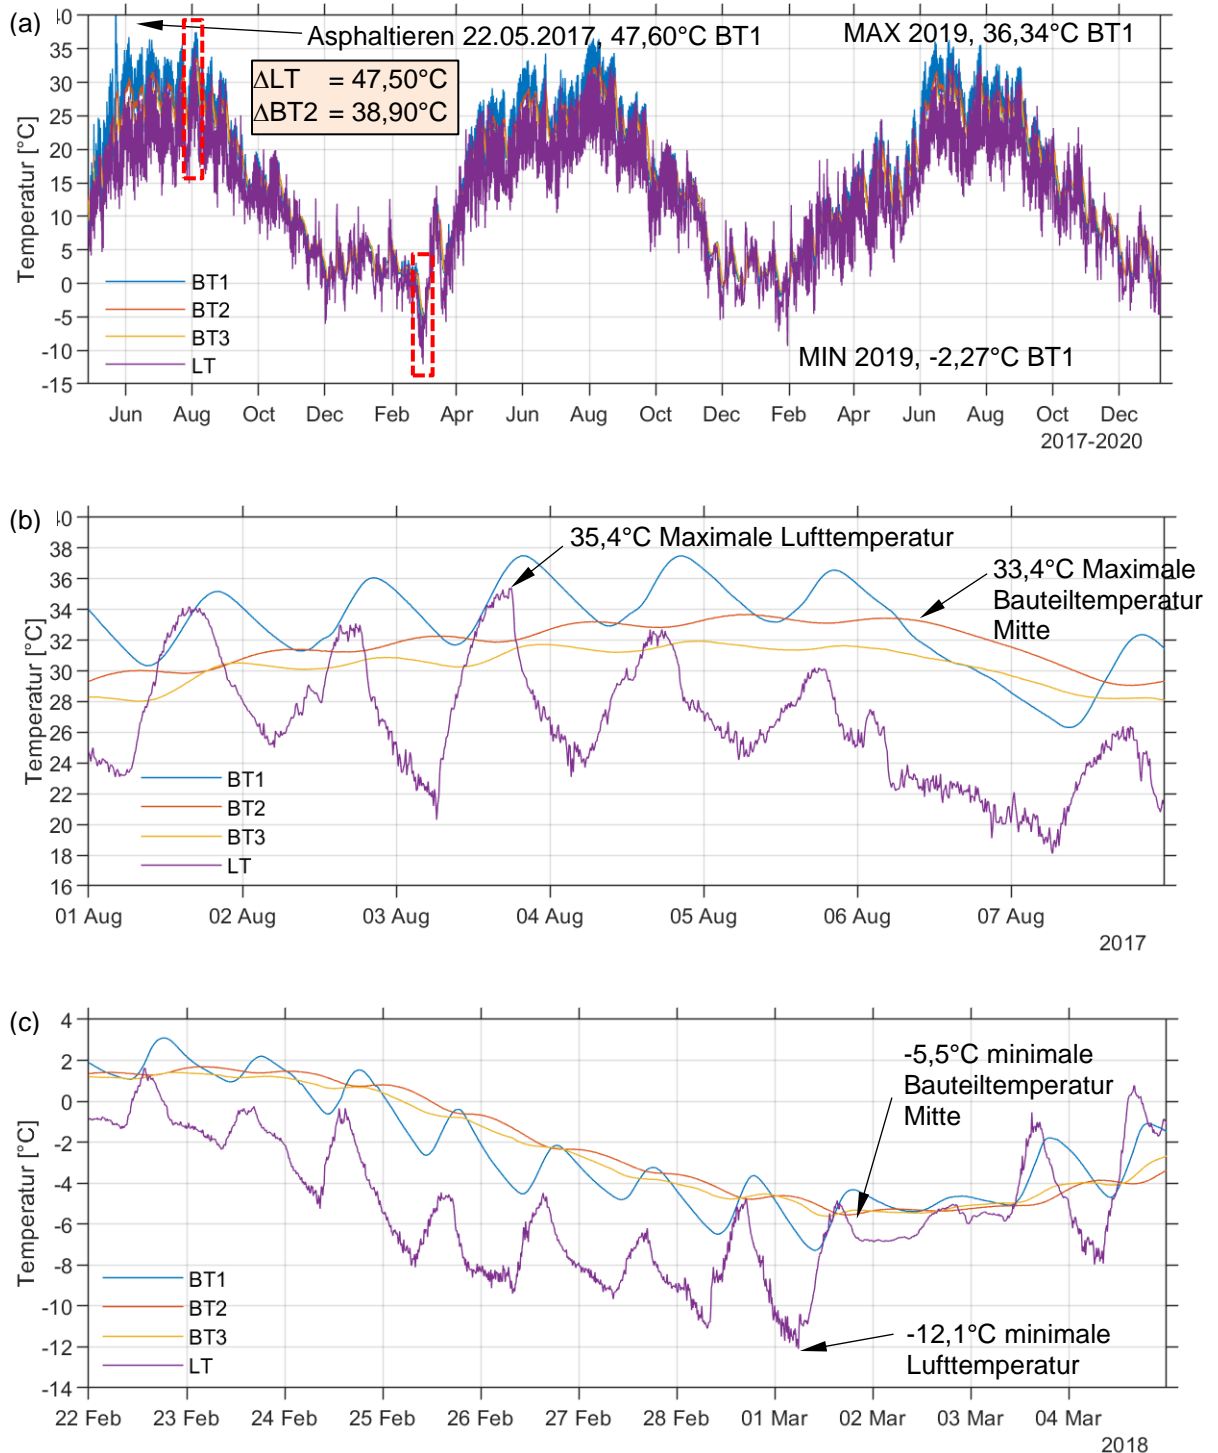 (a)
40
35
30
25
20
15
10
5
0
-5
-10
-15
Temperatur [°C]
Asphaltieren 22.05.2017, 47,60°C BT1
MAX 2019, 36,34°C BT1
ΔLT = 47,50°C
ΔBT2 = 38,90°C
MIN 2019, -2,27°C BT1
BT1
BT2
BT3
LT
Jun Aug Oct Dec Feb Apr Jun Aug Oct Dec Feb Apr Jun Aug Oct Dec
2017-2020
(b)
40
38
36
34
32
30
28
26
24
22
20
18
16
Temperatur [°C]
35,4°C Maximale Lufttemperatur
33,4°C Maximale
Bauteiltemperatur
Mitte
BT1
BT2
BT3
LT
01 Aug 02 Aug 03 Aug 04 Aug 05 Aug 06 Aug 07 Aug
2017
(c)
4
2
0
-2
-4
-6
-8
-10
-12
-14
Temperatur [°C]
-5,5°C minimale
Bauteiltemperatur
Mitte
-12,1°C minimale
Lufttemperatur
BT1
BT2
BT3
LT
22 Feb 23 Feb 24 Feb 25 Feb 26 Feb 27 Feb 28 Feb 01 Mar 02 Mar 03 Mar 04 Mar
2018